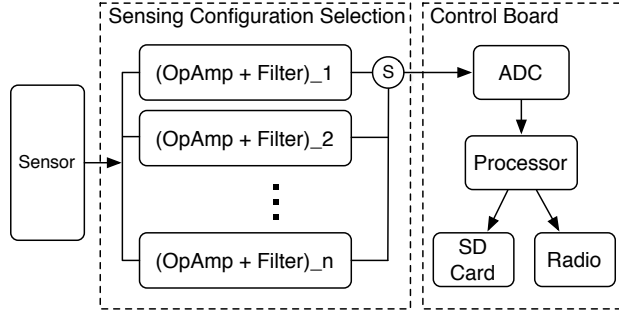 Sensing Configuration Selection
Control Board
(OpAmp + Filter)_1
S
ADC
(OpAmp + Filter)_2
Sensor
Processor
(OpAmp + Filter)_n
SD
Card
Radio